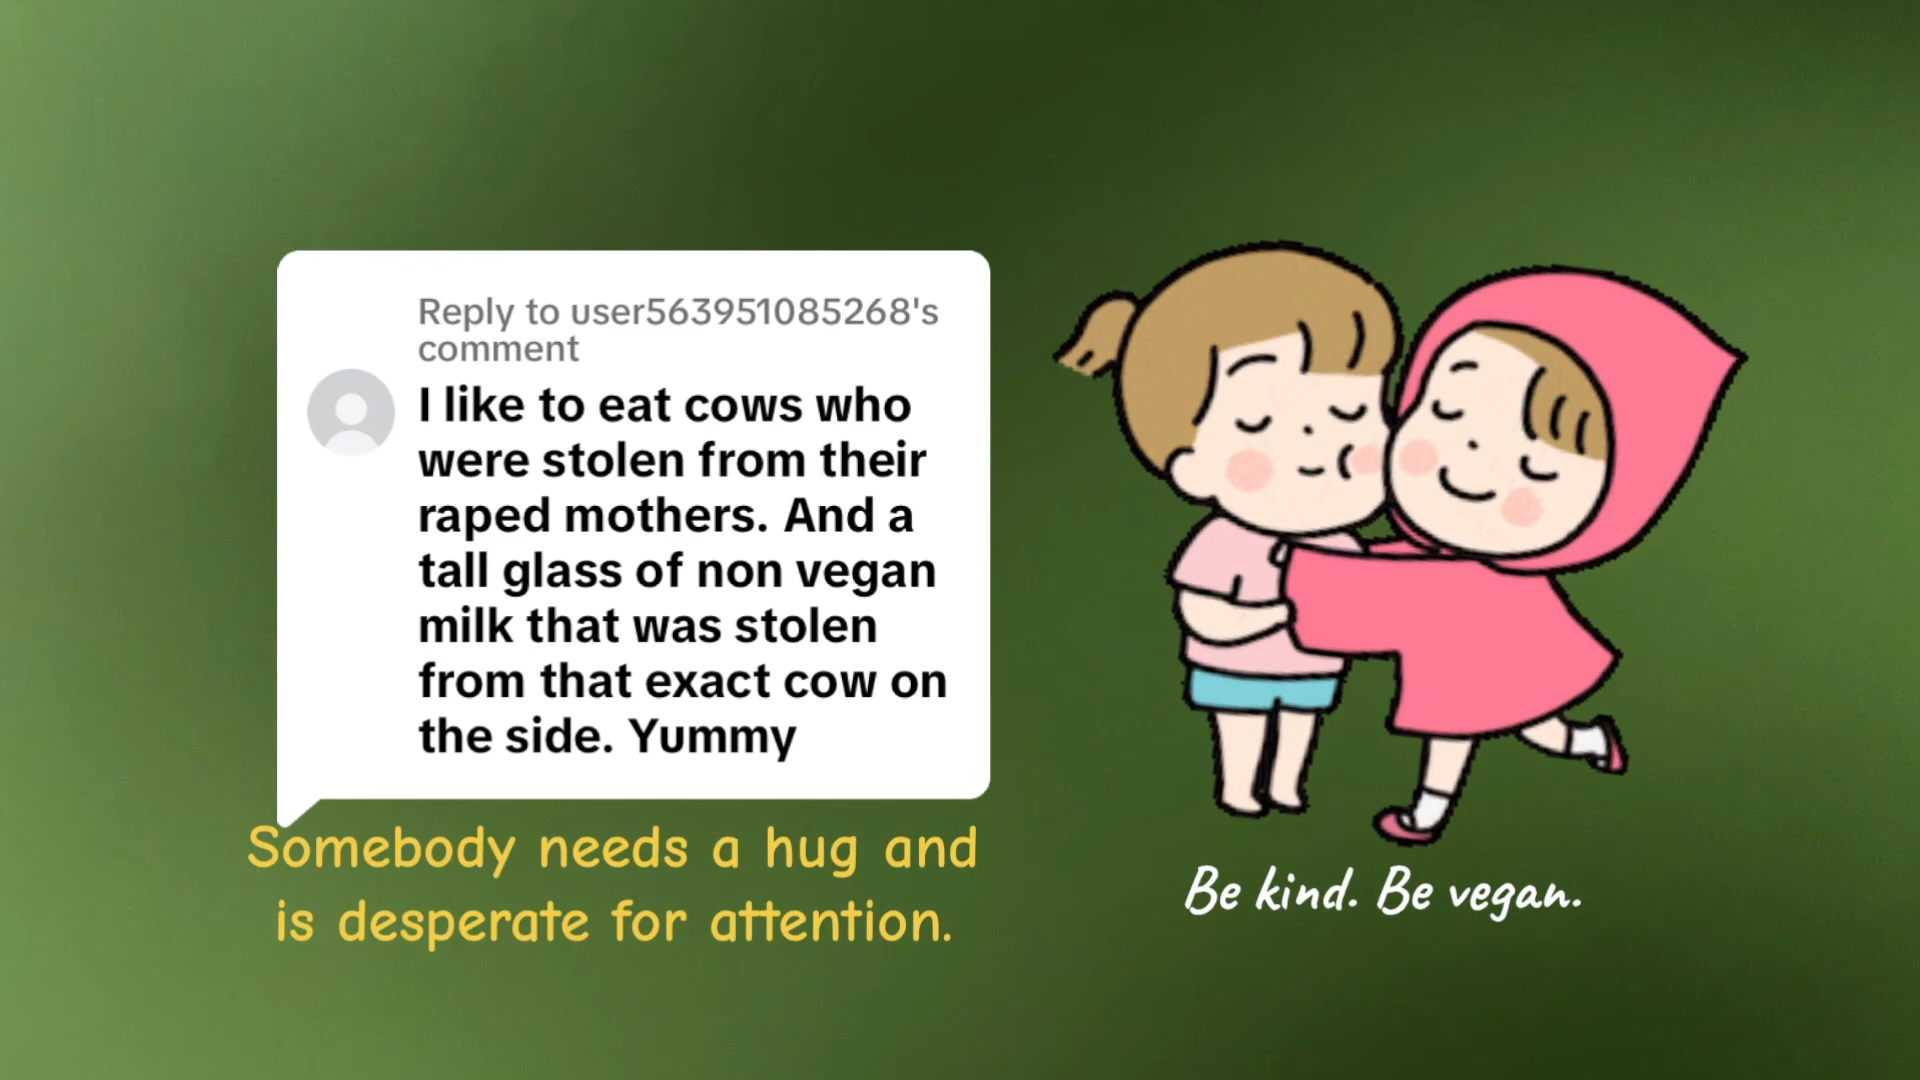 Reply to user563951085268's
comment
I like to eat cows who
were stolen from their
raped mothers. And a
tall glass of non vegan
milk that was stolen
from that exact cow on
the side. Yummy
Somebody needs a hug and
is desperate for attention.
Be kind. Be vegan.